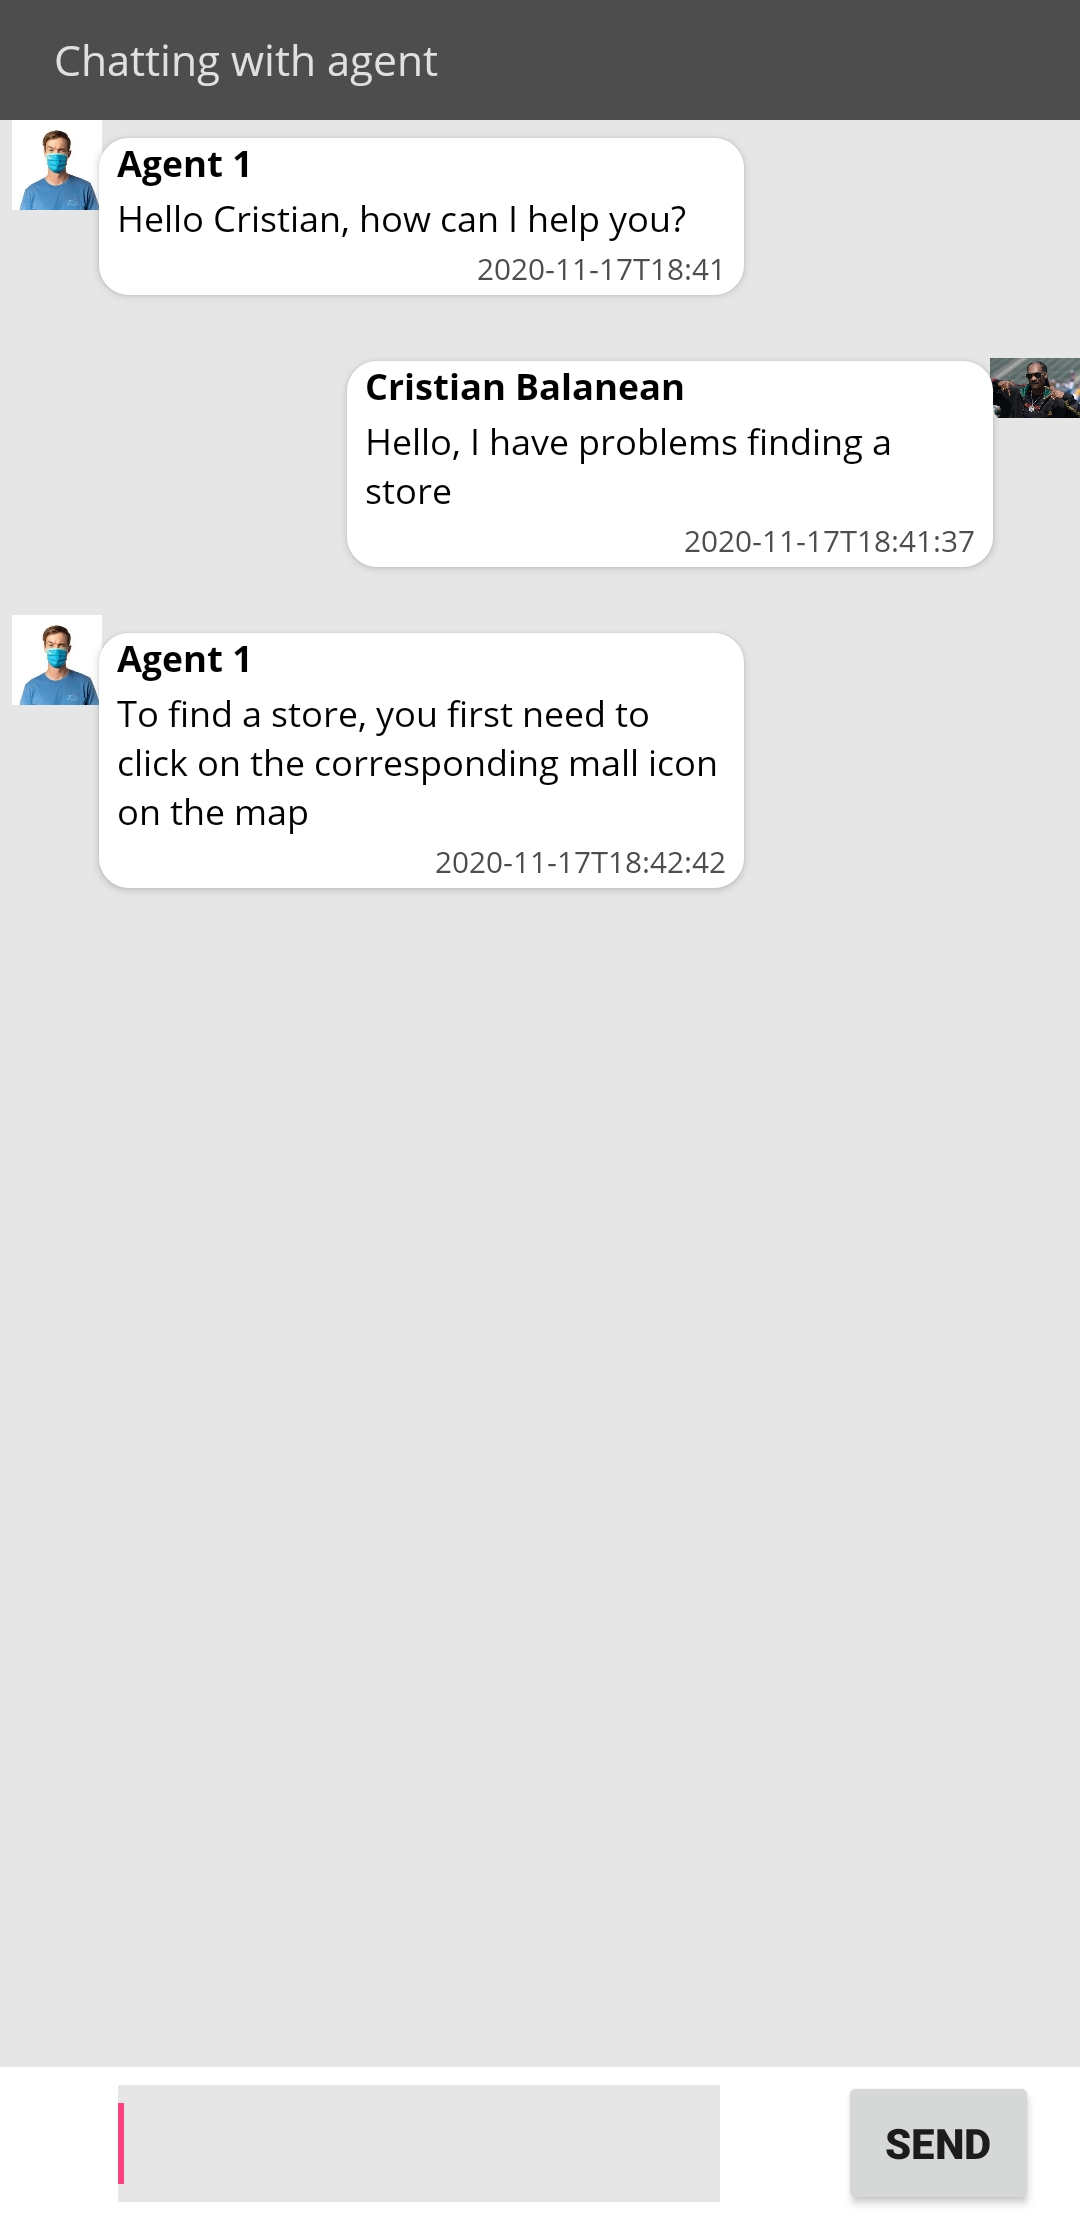 Chatting with agent
Agent 1
Hello Cristian, how can I help you?
2020-11-17T18:41
Cristian Balanean
Hello, I have problems finding a
store
2020-11-17T18:41:37
Agent 1
To find a store, you first need to
click on the corresponding mall icon
on the map
2020-11-17T18:42:42
SEND